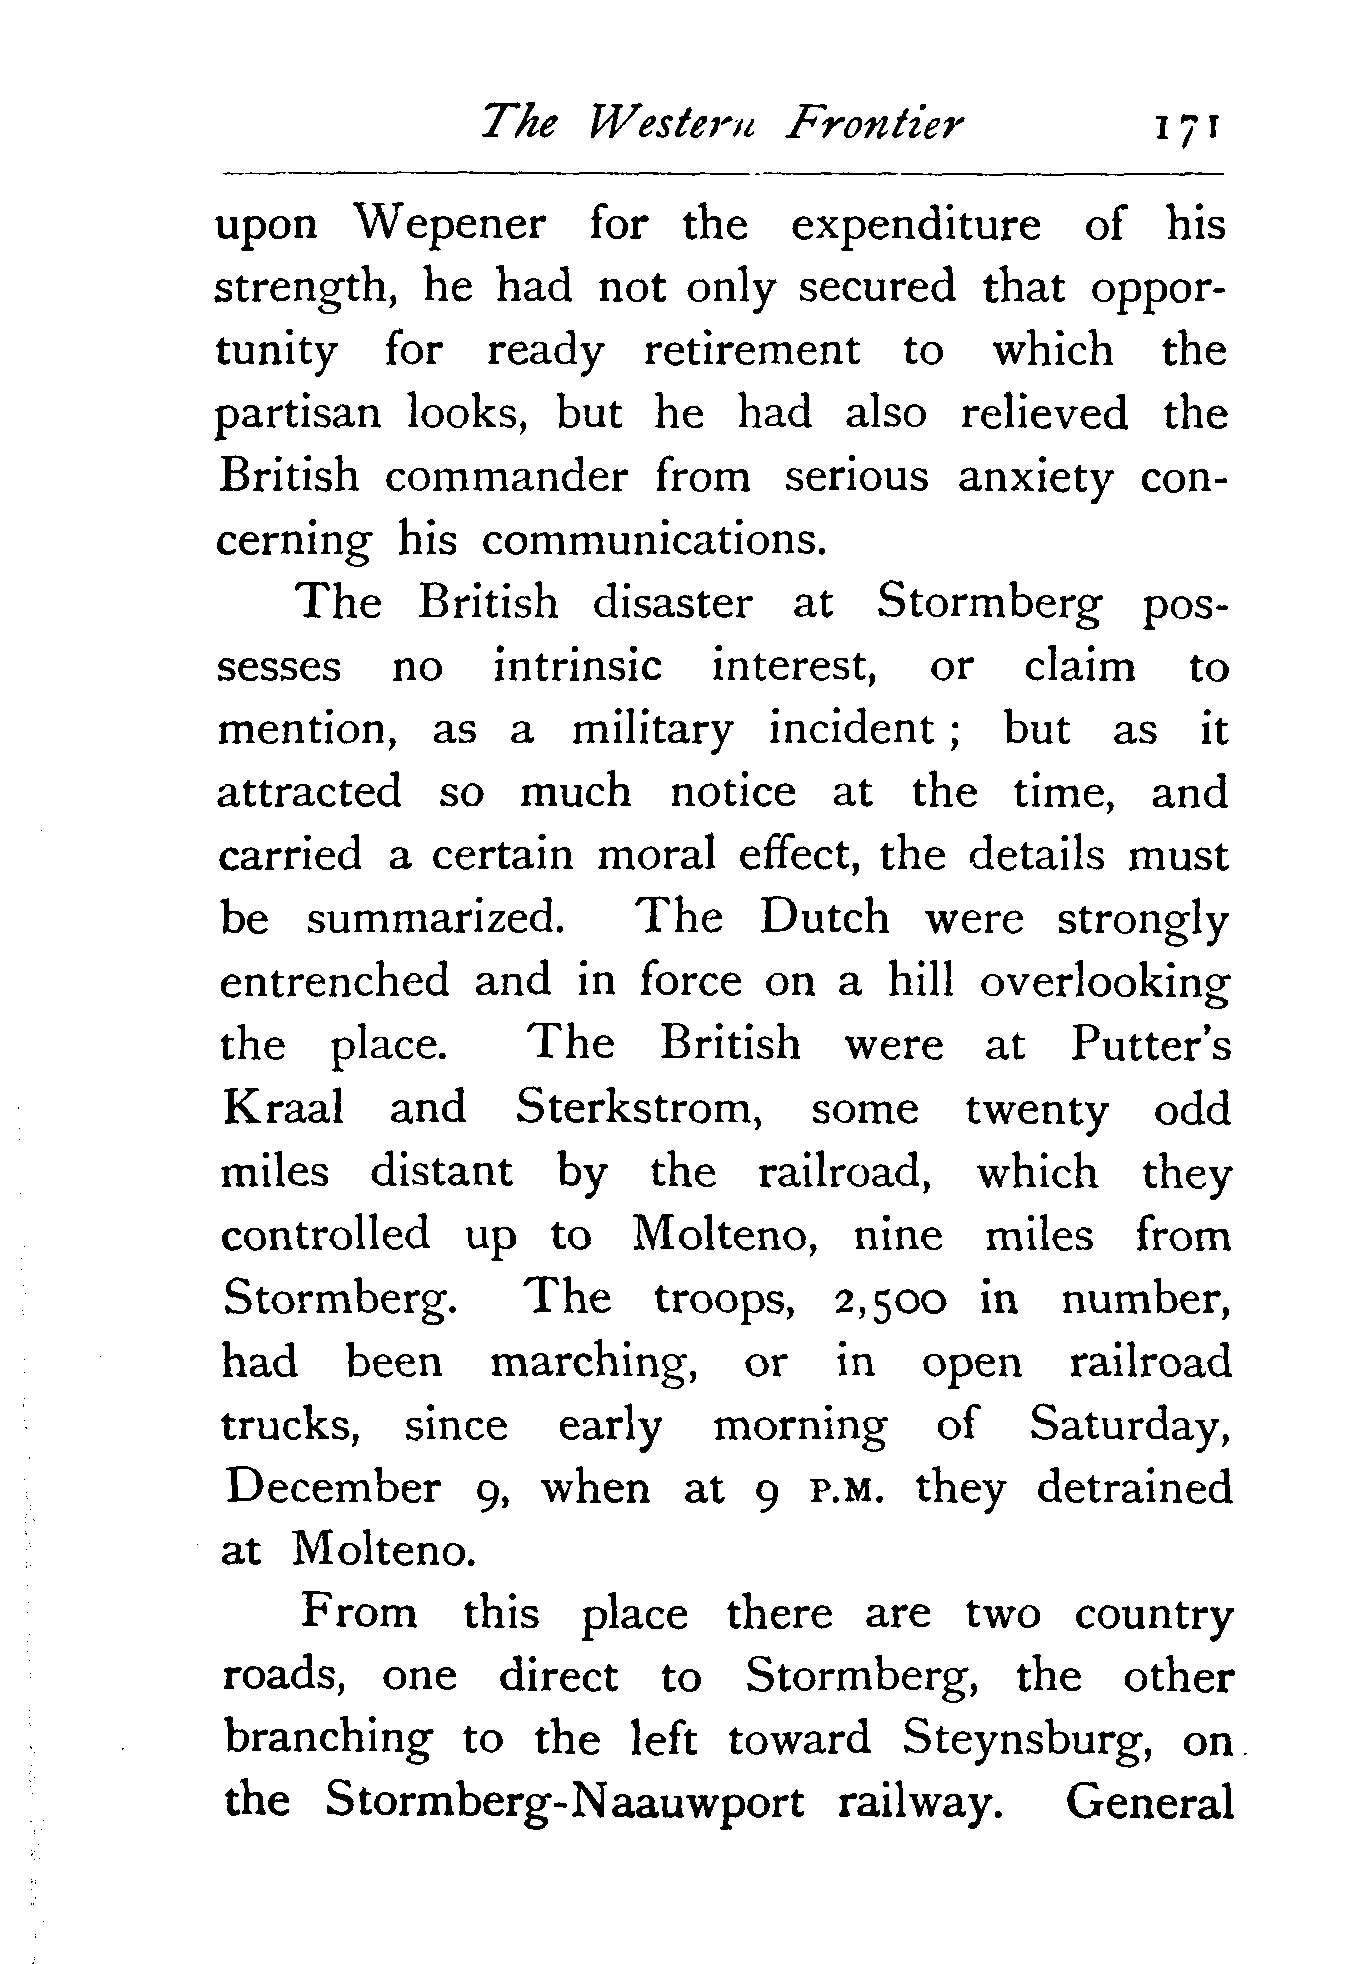 The Western Frontier 171
upon Wepener for the expenditure of his
strength, he had not only secured that oppor-
tunity for ready retirement to which the
partisan looks, but he had also relieved the
British commander from serious anxiety con-
cerning his communications.
The British disaster at Stormberg pos-
sesses no intrinsic interest, or claim to
mention, as a military incident ; but as it
attracted so much notice at the time, and
carried a certain moral effect, the details must
be summarized. The Dutch were strongly
entrenched and in force on a hill overlooking
the place. The British were at Putter's
Kraal and Sterkstrom, some twenty odd
miles distant by the railroad, which they
controlled up to Molteno, nine miles from
Stormberg. The troops, 2,500 in number,
had been marching, or in open railroad
trucks, since early morning of Saturday,
December 9, when at 9 P.M. they detrained
at Molteno.
From this place there are two country
roads, one direct to Stormberg, the other
branching to the left toward Steynsburg, on
the Stormberg-Naauwport railway. General